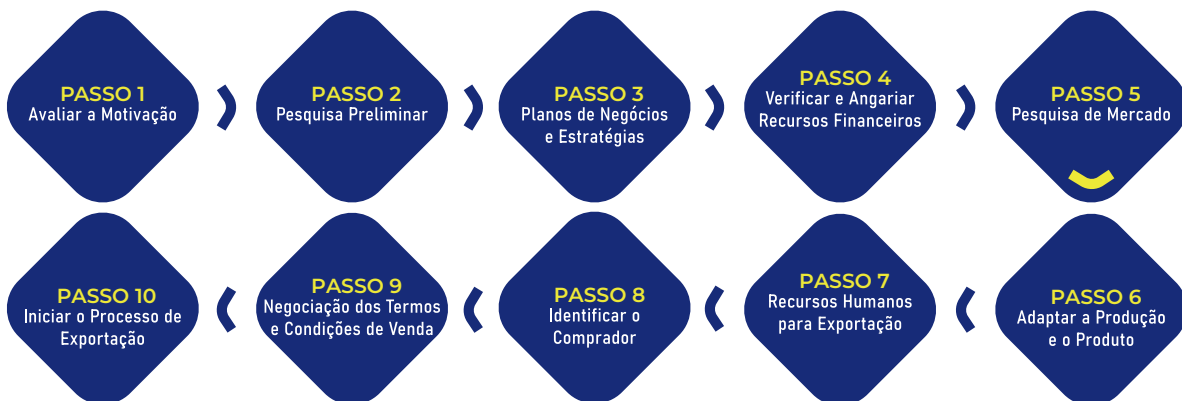 PASSO 1
Avaliar a Motivação
PASSO 2
Pesquisa Preliminar
PASSO 3
Planos de Negócios
e Estratégias
PASSO 4
Verificar e Angariar
Recursos Financeiros
PASSO 5
Pesquisa de Mercado
PASSO 6
Adaptar a Produção
e o Produto
PASSO 7
Recursos Humanos
para Exportação
PASSO 8
Identificar o
Comprador
PASSO 9
Negociação dos Termos
e Condições de Venda
PASSO 10
Iniciar o Processo de
Exportação